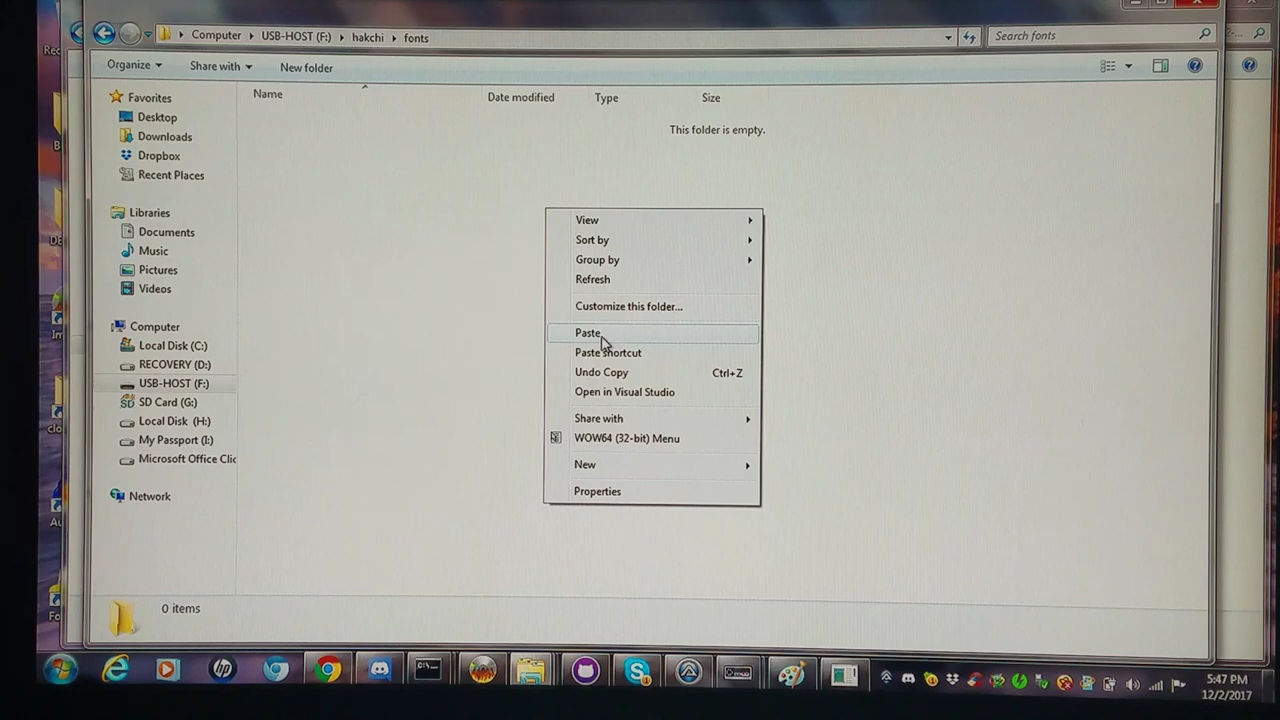 Computer ▸ USB-HOST (F:) ▸ hakchi ▸ fonts
Search fonts
Organize
Share with
New folder
Name
Date modified
Type
Size
This folder is empty.
Favorites
Desktop
Downloads
Dropbox
Recent Places
Libraries
Documents
Music
Pictures
Videos
Computer
Local Disk (C:)
RECOVERY (D:)
USB-HOST (F:)
SD Card (G:)
Local Disk (H:)
My Passport (I:)
Microsoft Office Clic
Network
View
Sort by
Group by
Refresh
Customize this folder...
Paste
Paste shortcut
Undo Copy Ctrl+Z
Open in Visual Studio
Share with
WOW64 (32-bit) Menu
New
Properties
0 items
5:47 PM
12/2/2017